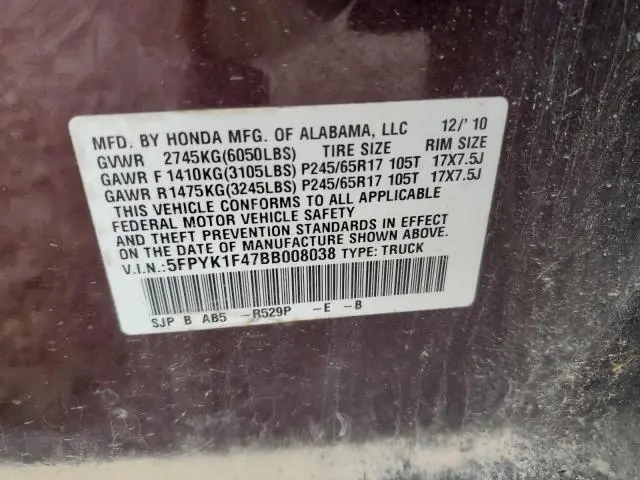 MFD. BY HONDA MFG. OF ALABAMA, LLC 12/'10
GVWR 2745KG(6050LBS) TIRE SIZE RIM SIZE
GAWR F 1410KG(3105LBS) P245/65R17 105T 17X7.5J
GAWR R 1475KG(3245LBS) P245/65R17 105T 17X7.5J
THIS VEHICLE CONFORMS TO ALL APPLICABLE
FEDERAL MOTOR VEHICLE SAFETY
AND THEFT PREVENTION STANDARDS IN EFFECT
ON THE DATE OF MANUFACTURE SHOWN ABOVE.
V.I.N.:5FPYK1F47BB008038 TYPE: TRUCK
SJP B AB5 -R529P -E -B